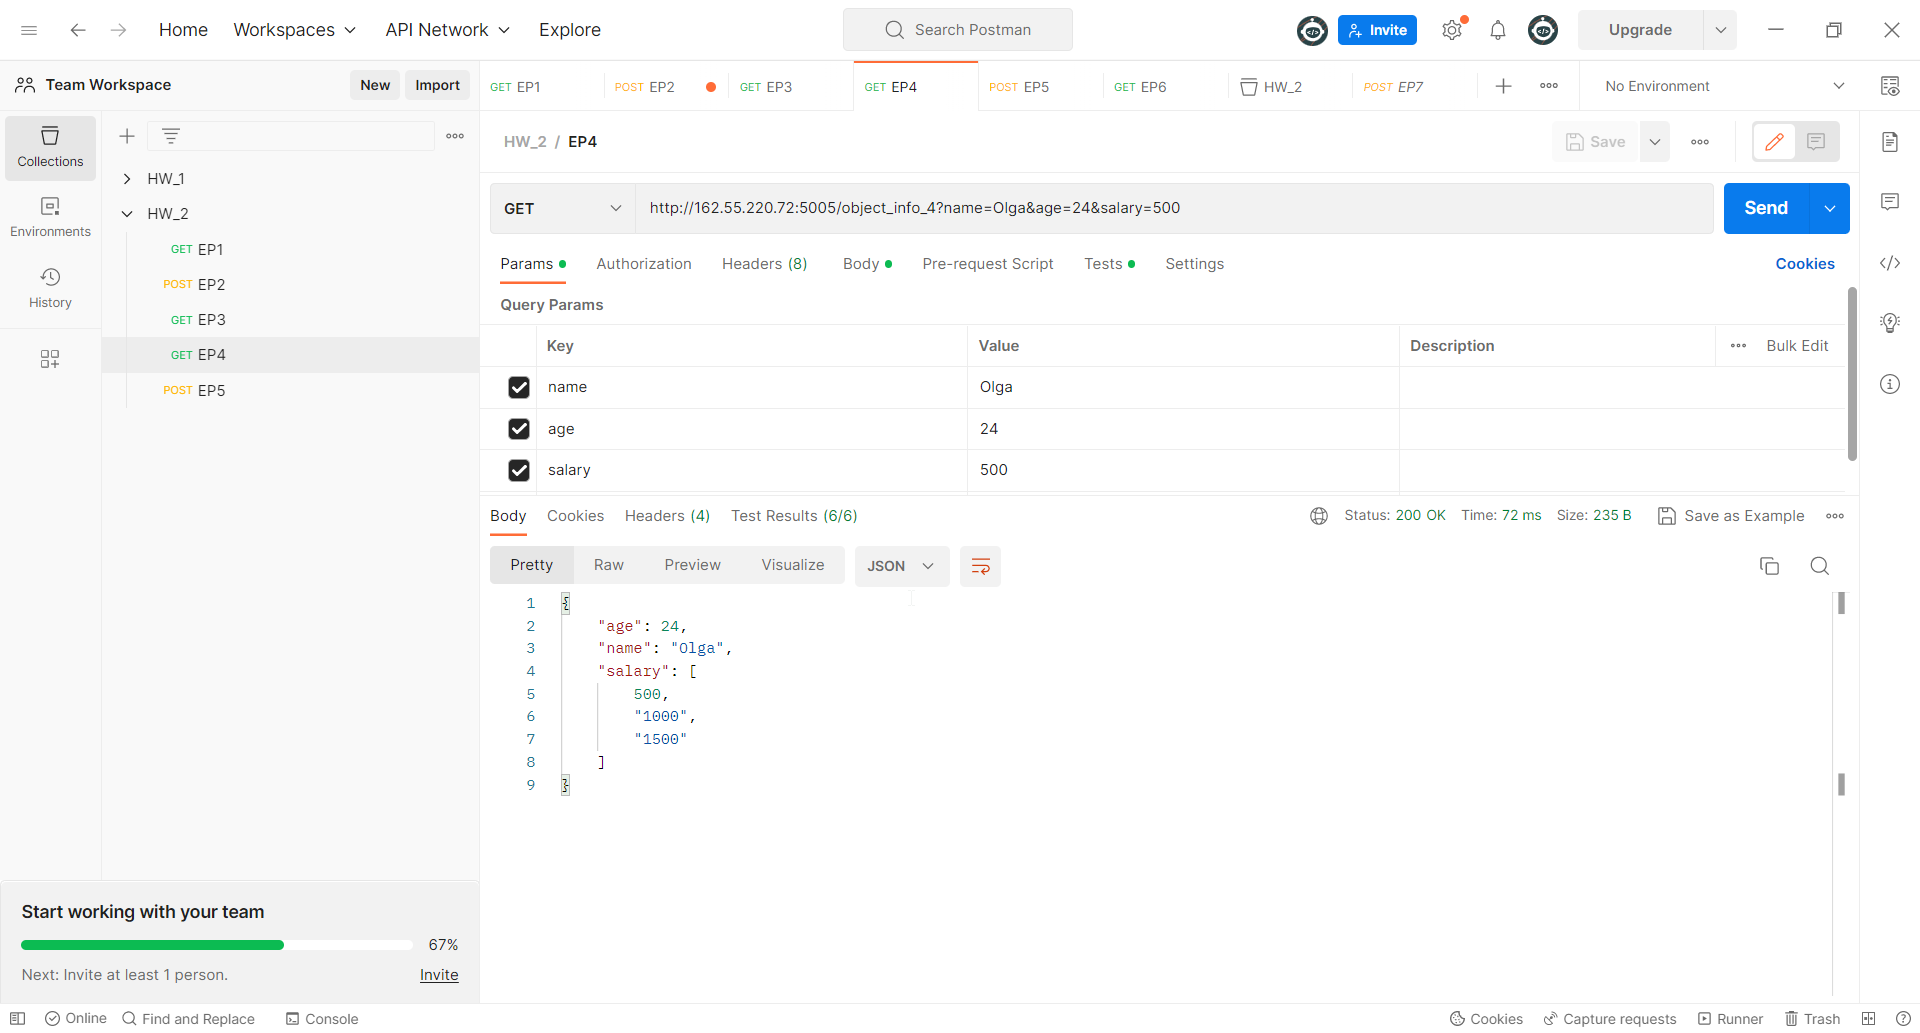 Home Workspaces API Network Explore Search Postman Invite Upgrade
Team Workspace New Import GET EP1 POST EP2 GET EP3 GET EP4 POST EP5 GET EP6 HW_2 POST EP7 No Environment
Collections
Environments
History
HW_1
HW_2
GET EP1
POST EP2
GET EP3
GET EP4
POST EP5
HW_2 / EP4 Save
GET http://162.55.220.72:5005/object_info_4?name=Olga&age=24&salary=500 Send
Params Authorization Headers (8) Body Pre-request Script Tests Settings Cookies
Query Params
Key Value Description Bulk Edit
name Olga
age 24
salary 500
Body Cookies Headers (4) Test Results (6/6) Status: 200 OK Time: 72 ms Size: 235 B Save as Example
Pretty Raw Preview Visualize JSON
1 {
2 "age": 24,
3 "name": "Olga",
4 "salary": [
5 500,
6 "1000",
7 "1500"
8 ]
9 }
Start working with your team
67%
Next: Invite at least 1 person. Invite
Online Find and Replace Console Cookies Capture requests Runner Trash